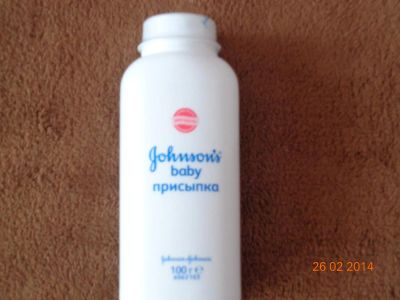 Johnson's
baby
присыпка
Johnson & Johnson
100 г ℮
26 02 2014